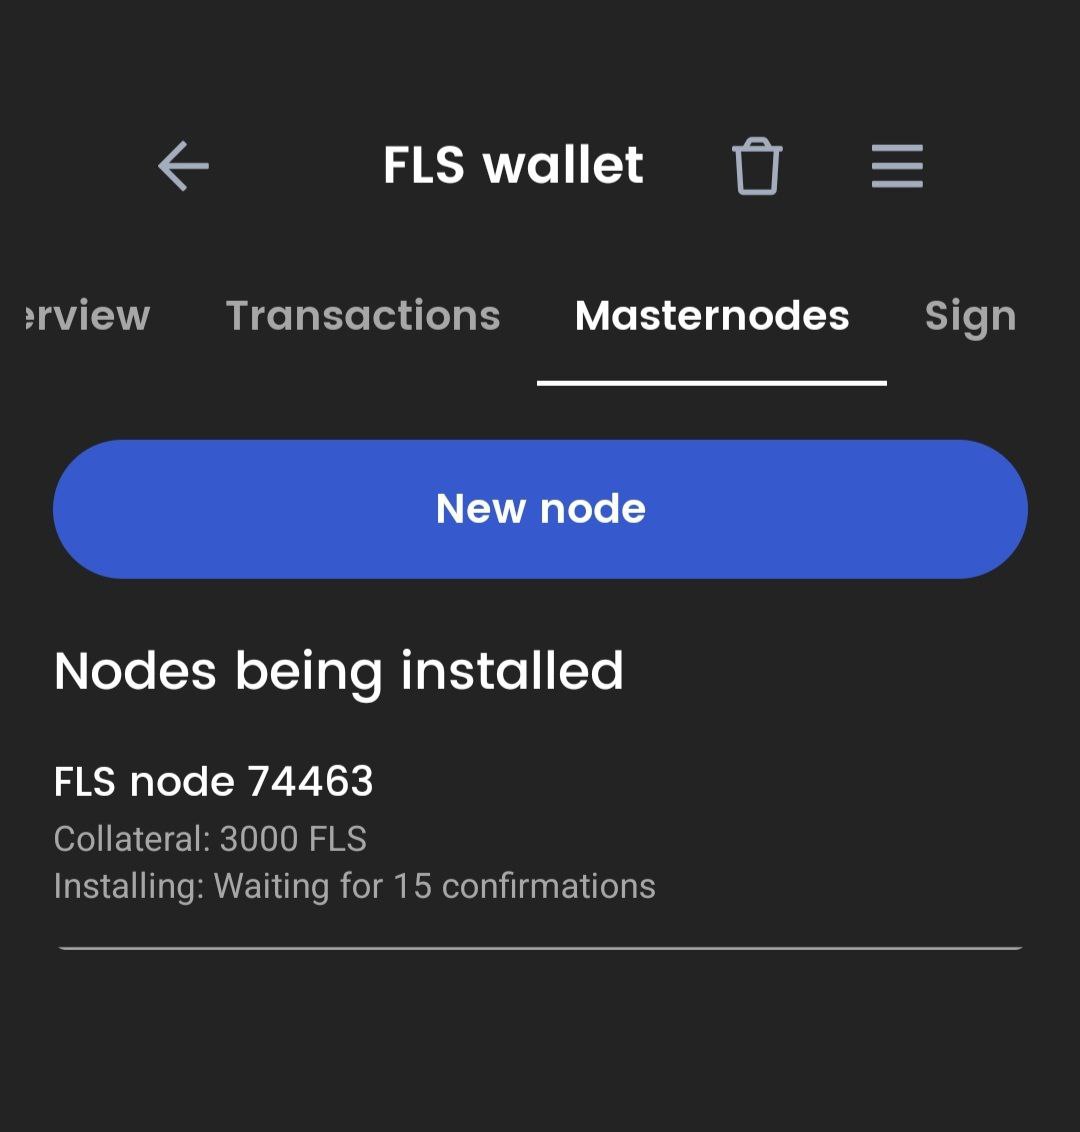 FLS wallet
erview Transactions Masternodes Sign
New node
Nodes being installed
FLS node 74463
Collateral: 3000 FLS
Installing: Waiting for 15 confirmations